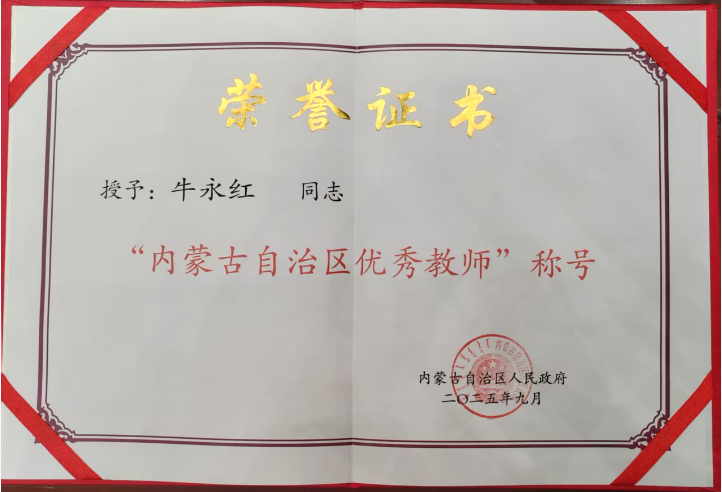 荣誉证书
授予：牛永红 同志
“内蒙古自治区优秀教师”称号
内蒙古自治区人民政府
二〇二五年九月